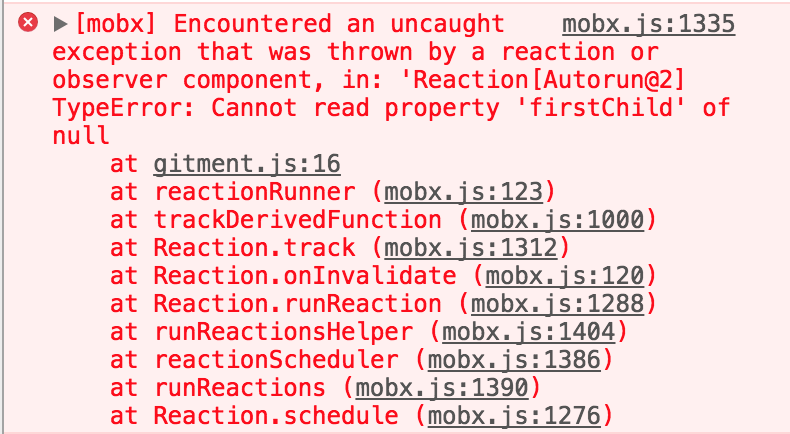 [mobx] Encountered an uncaught mobx.js:1335
exception that was thrown by a reaction or
observer component, in: 'Reaction[Autorun@2]
TypeError: Cannot read property 'firstChild' of
null
at gitment.js:16
at reactionRunner (mobx.js:123)
at trackDerivedFunction (mobx.js:1000)
at Reaction.track (mobx.js:1312)
at Reaction.onInvalidate (mobx.js:120)
at Reaction.runReaction (mobx.js:1288)
at runReactionsHelper (mobx.js:1404)
at reactionScheduler (mobx.js:1386)
at runReactions (mobx.js:1390)
at Reaction.schedule (mobx.js:1276)